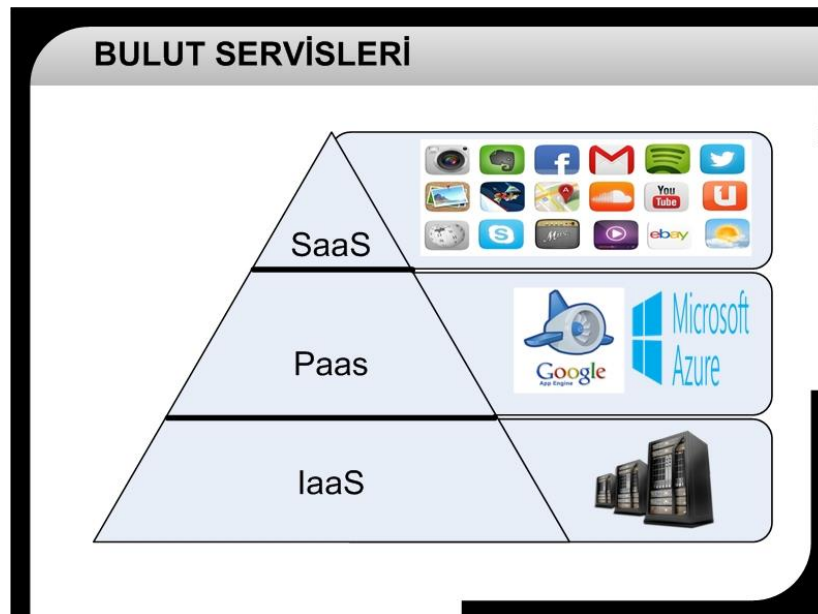 BULUT SERVİSLERİ
SaaS
You
Tube
ebay
Paas
Google
App Engine
Microsoft
Azure
IaaS